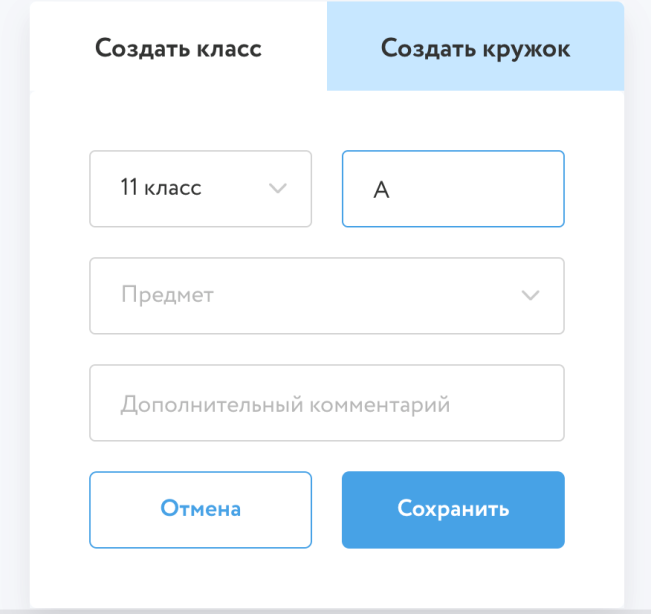 Создать класс Создать кружок
11 класс А
Предмет
Дополнительный комментарий
Отмена Сохранить